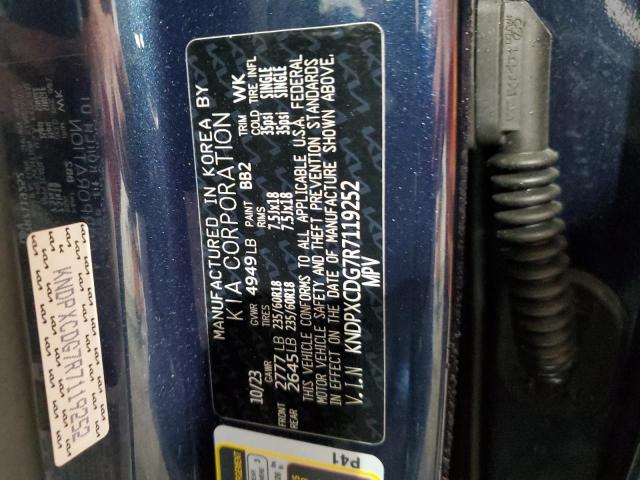 MANUFACTURED IN KOREA BY
KIA CORPORATION
10/23 GVWR 4949LB PAINT BB2 TRIM WK
GAWR TIRES RIMS COLD TIRE INFL
FRONT 2777LB 235/60R18 7.5Jx18 35psi SINGLE
REAR 2645LB 235/60R18 7.5Jx18 35psi SINGLE
THIS VEHICLE CONFORMS TO ALL APPLICABLE U.S.A. FEDERAL
MOTOR VEHICLE SAFETY AND THEFT PREVENTION STANDARDS
IN EFFECT ON THE DATE OF MANUFACTURE SHOWN ABOVE.
V.I.N KNDPXCDG7R7119252
MPV
KNDPXCDG7R7119252
P41